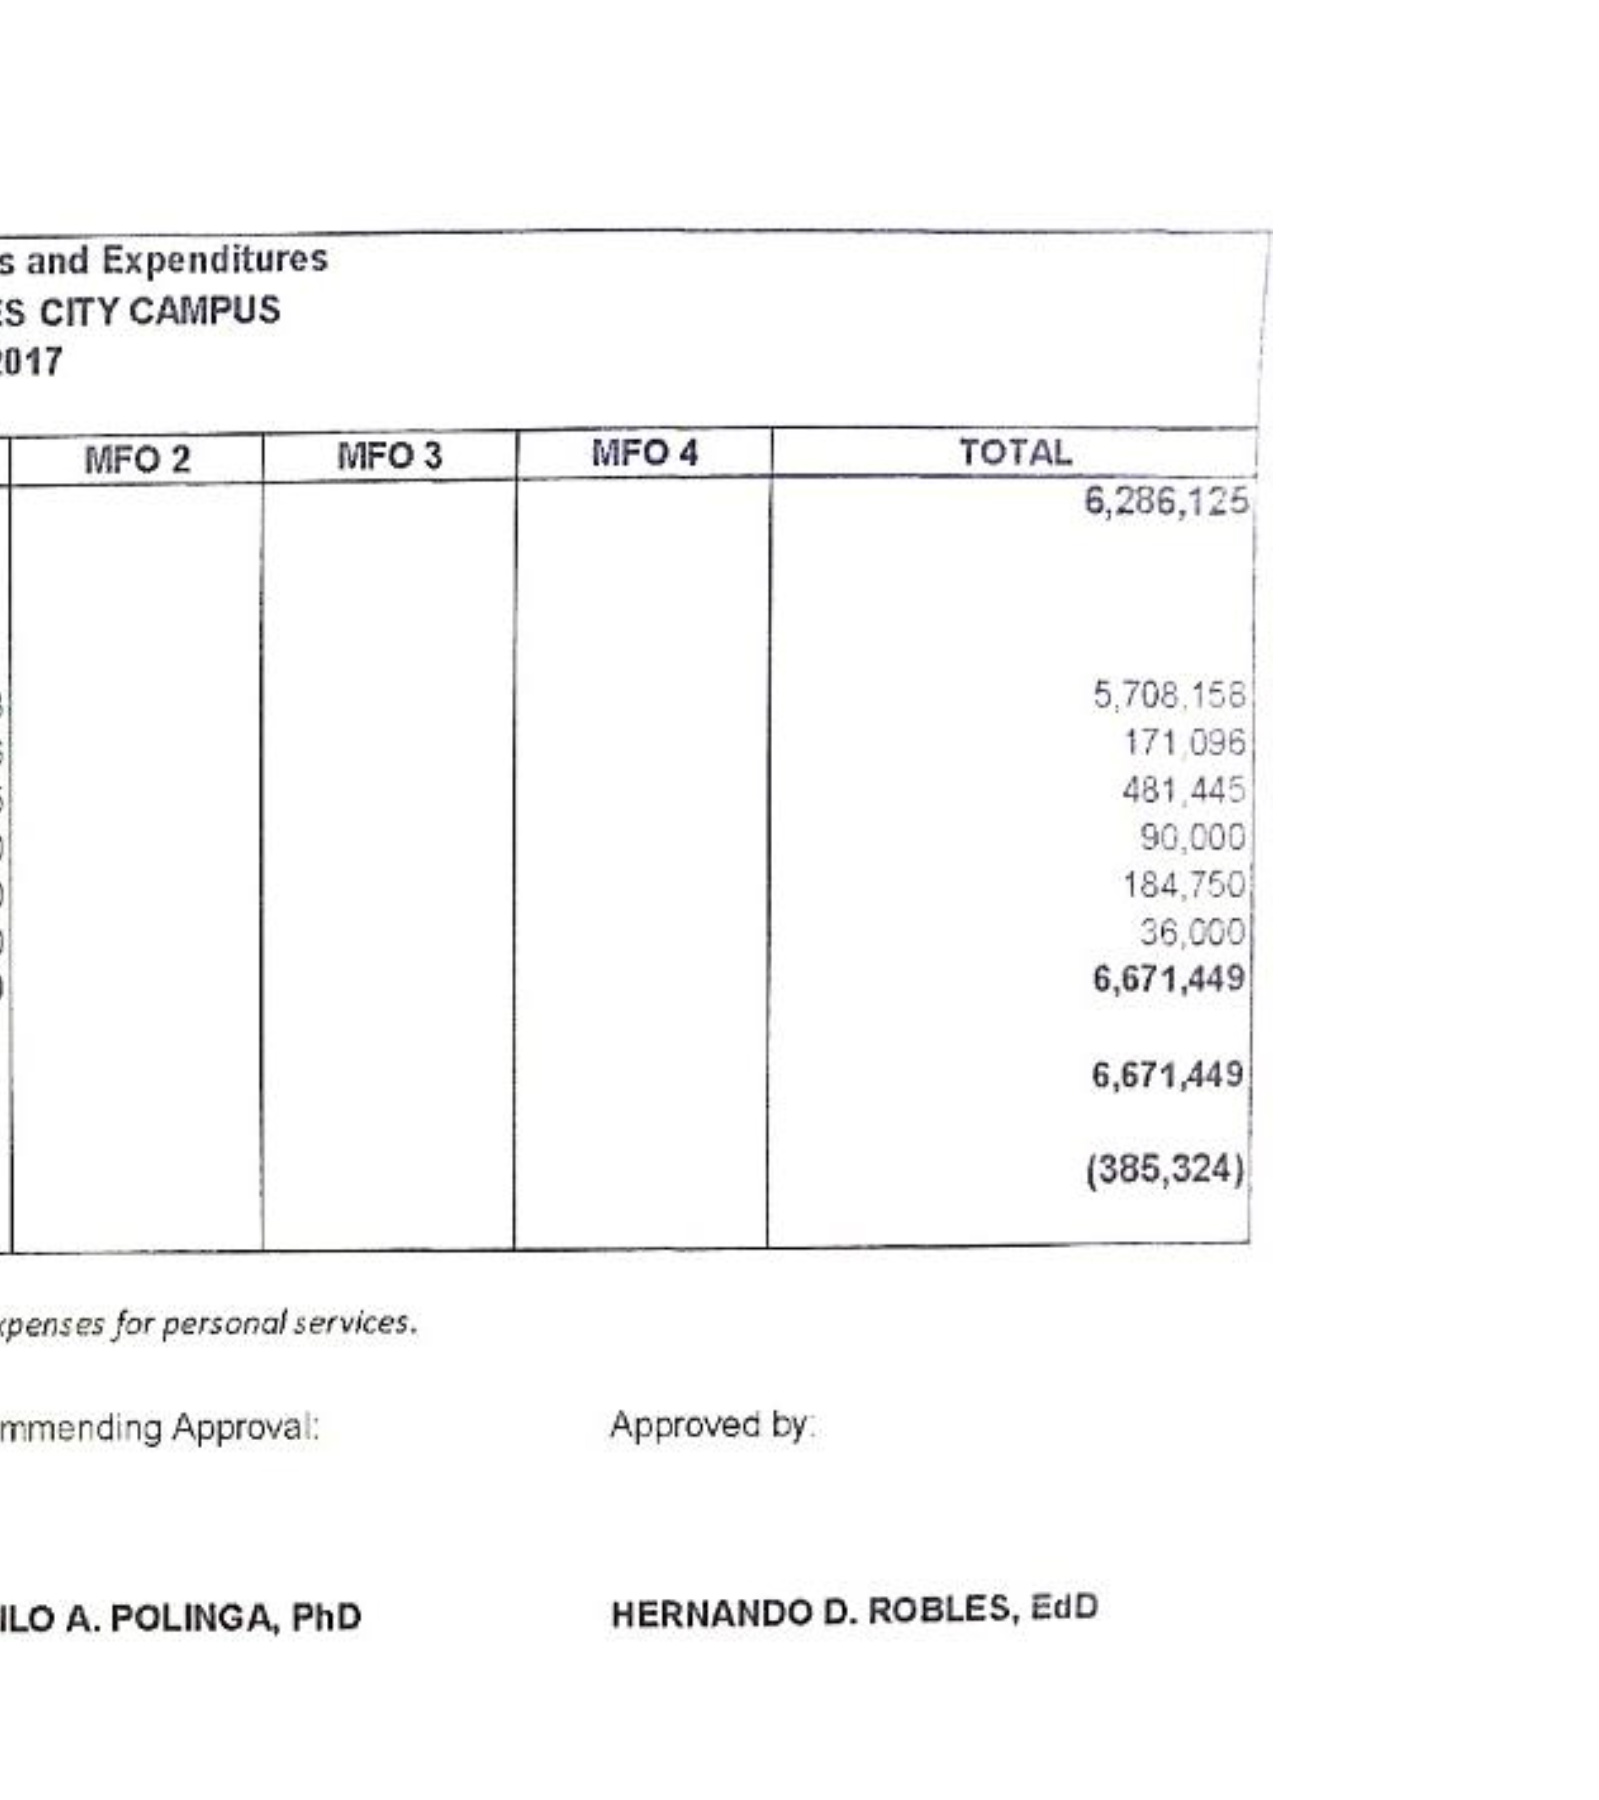 s and Expenditures
ES CITY CAMPUS
2017
MFO 2 MFO 3 MFO 4 TOTAL
6,286,125
5,708,158
171,096
481,445
90,000
184,750
36,000
6,671,449
6,671,449
(385,324)
xpenses for personal services.
mmending Approval: Approved by:
ILO A. POLINGA, PhD HERNANDO D. ROBLES, EdD